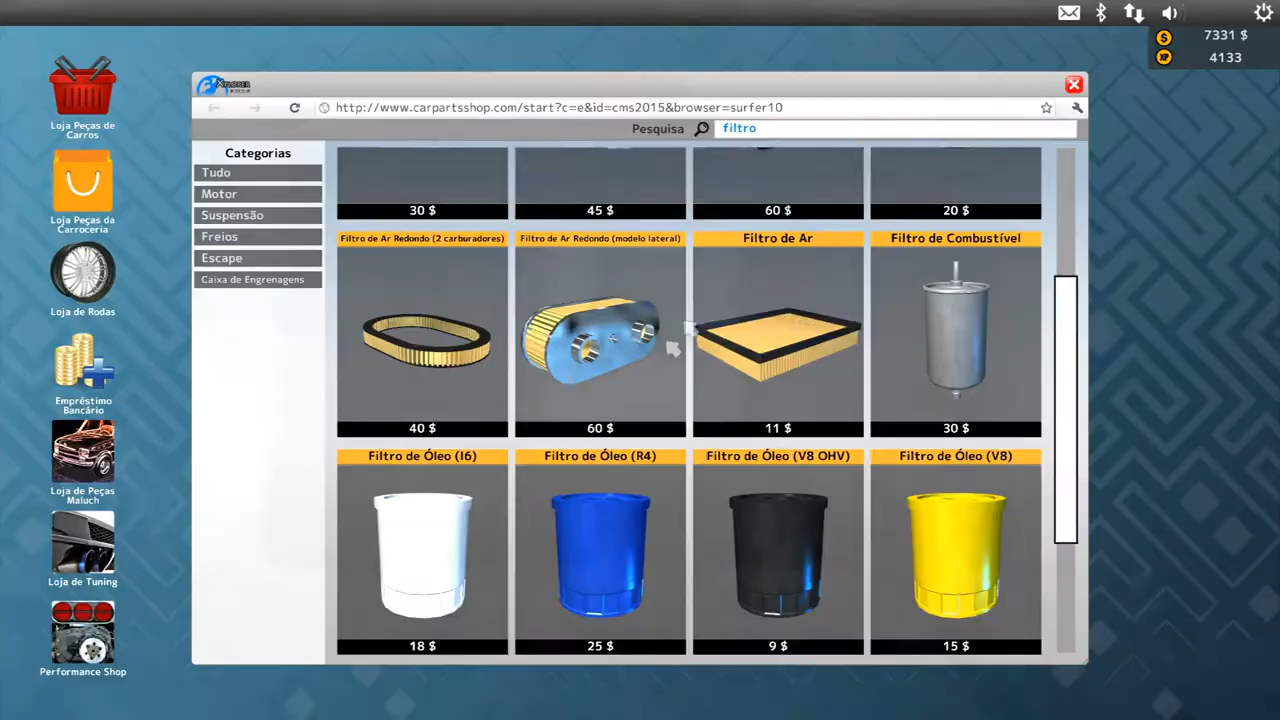 7331 $
4133
Loja Peças de
Carros
Loja Peças da
Carroceria
Loja de Rodas
Empréstimo
Bancário
Loja de Peças
Maluch
Loja de Tuning
Performance Shop
http://www.carpartsshop.com/start?c=e&id=cms2015&browser=surfer10
Pesquisa
filtro
Categorias
Tudo
Motor
Suspensão
Freios
Escape
Caixa de Engrenagens
30 $
45 $
60 $
20 $
Filtro de Ar Redondo (2 carburadores)
Filtro de Ar Redondo (modelo lateral)
Filtro de Ar
Filtro de Combustível
40 $
60 $
11 $
30 $
Filtro de Óleo (I6)
Filtro de Óleo (R4)
Filtro de Óleo (V8 OHV)
Filtro de Óleo (V8)
18 $
25 $
9 $
15 $